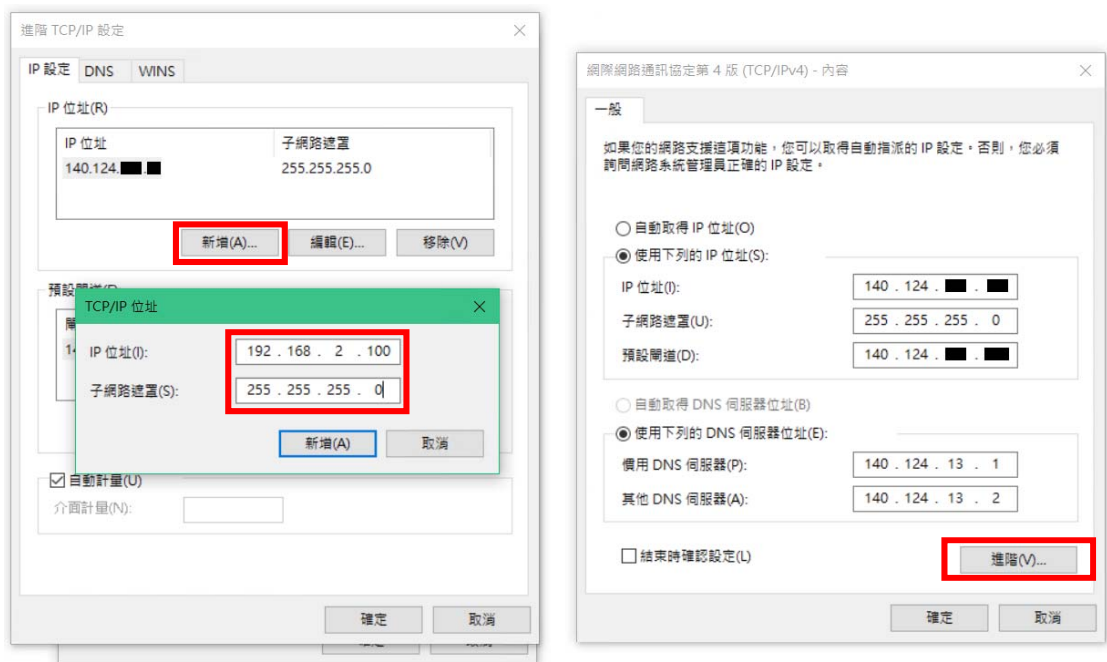 進階 TCP/IP 設定
IP 設定 DNS WINS
IP 位址(R)
IP 位址 子網路遮罩
140.124. . 255.255.255.0
新增(A)... 編輯(E)... 移除(V)
預設
TCP/IP 位址
IP 位址(I): 192 . 168 . 2 . 100
子網路遮罩(S): 255 . 255 . 255 . 0
新增(A) 取消
自動計量(U)
介面計量(N):
確定 取消
網際網路通訊協定第 4 版 (TCP/IPv4) - 內容
一般
如果您的網路支援這項功能，您可以取得自動指派的 IP 設定。否則，您必須
詢問網路系統管理員正確的 IP 設定。
自動取得 IP 位址(O)
使用下列的 IP 位址(S):
IP 位址(I): 140 . 124 . .
子網路遮罩(U): 255 . 255 . 255 . 0
預設閘道(D): 140 . 124 . .
自動取得 DNS 伺服器位址(B)
使用下列的 DNS 伺服器位址(E):
慣用 DNS 伺服器(P): 140 . 124 . 13 . 1
其他 DNS 伺服器(A): 140 . 124 . 13 . 2
結束時確認設定(L)
進階(V)...
確定 取消